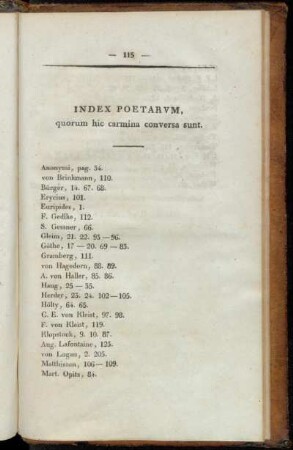 — 115 —
INDEX POETARVM,
quorum hic carmina conversa sunt.
Anonymi, pag. 54.
von Brinkmann, 110.
Bürger, 14. 67. 68.
Erycine, 101.
Euripides, 1.
F. Gedike, 112.
S. Gessner, 66.
Gleim, 21. 22. 95—96.
Göthe, 17 — 20. 69 — 83.
Gramberg, 111.
von Hagedorn, 88. 89.
A. von Haller, 85. 86.
Haug, 25 — 53.
Herder, 23. 24. 102—105.
Hölty, 64. 65.
C. E. von Kleist, 97. 98.
F. von Kleist, 119.
Klopstock, 9. 10. 87.
Aug. Lafontaine, 125.
von Logau, 2. 205.
Matthisson, 106—109.
Mart. Opitz, 84.